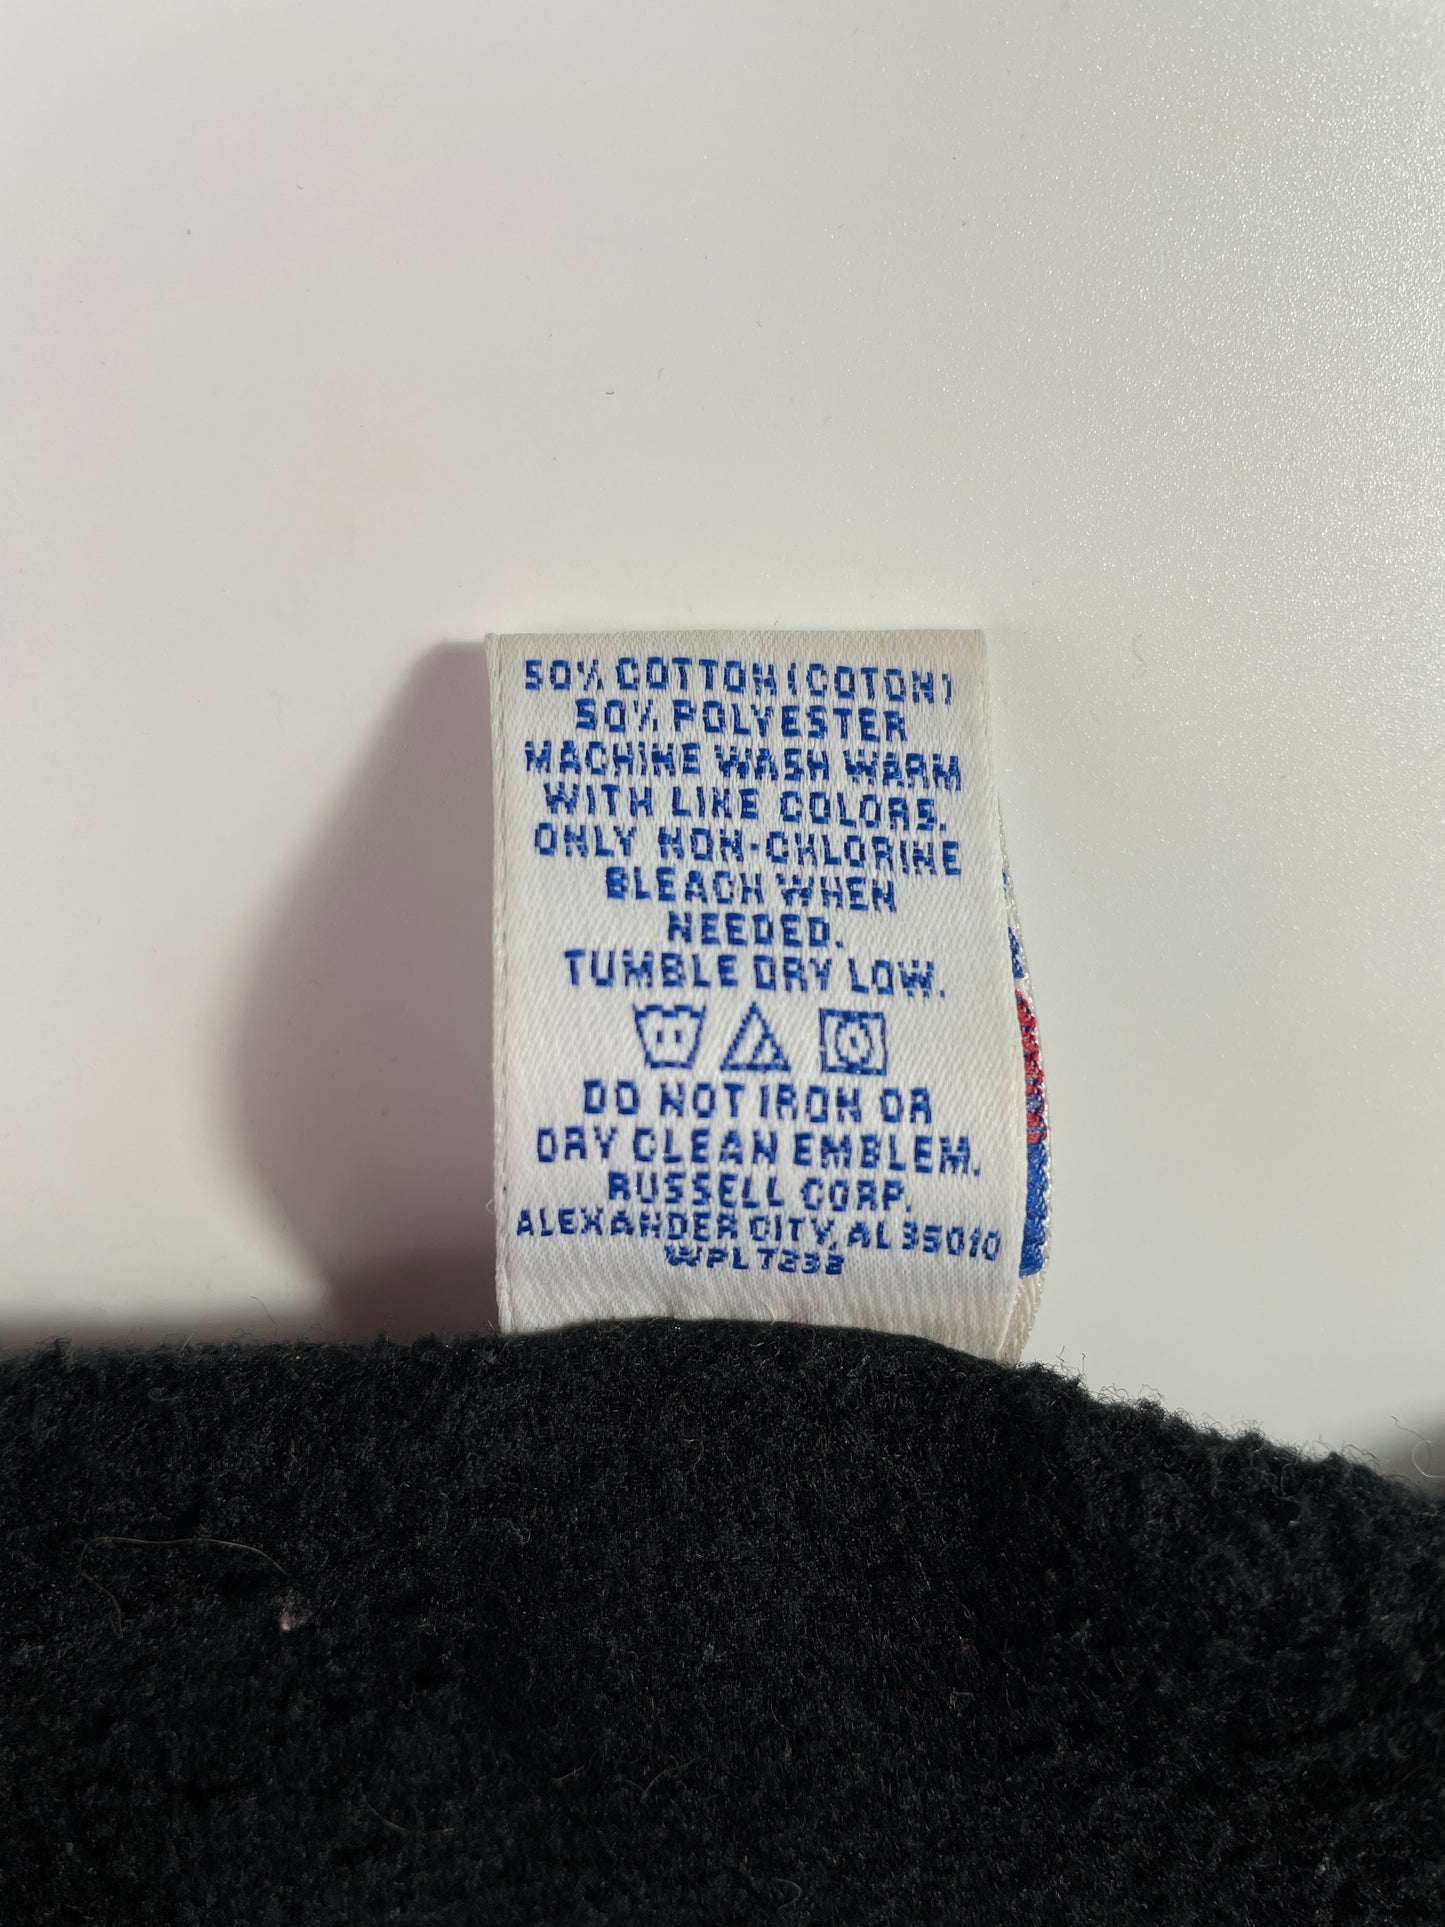 50% COTTON (COTON)
50% POLYESTER
MACHINE WASH WARM
WITH LIKE COLORS.
ONLY NON-CHLORINE
BLEACH WHEN
NEEDED.
TUMBLE DRY LOW.
DO NOT IRON OR
DRY CLEAN EMBLEM.
RUSSELL CORP.
ALEXANDER CITY, AL 35010
WPL 7232